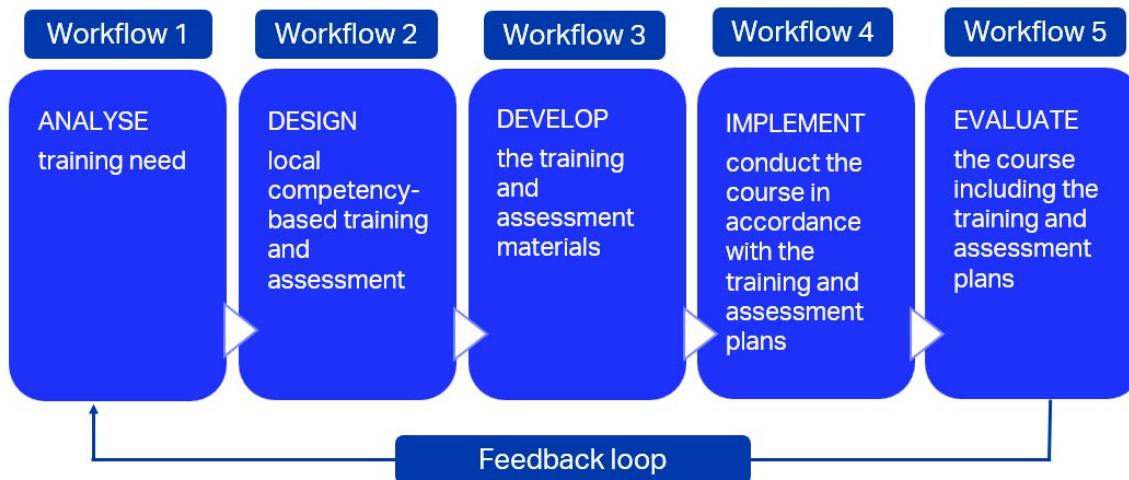 Workflow 1
Workflow 2
Workflow 3
Workflow 4
Workflow 5
ANALYSE
training need
DESIGN
local
competency-
based training
and
assessment
DEVELOP
the training
and
assessment
materials
IMPLEMENT
conduct the
course in
accordance
with the
training and
assessment
plans
EVALUATE
the course
including the
training and
assessment
plans
Feedback loop